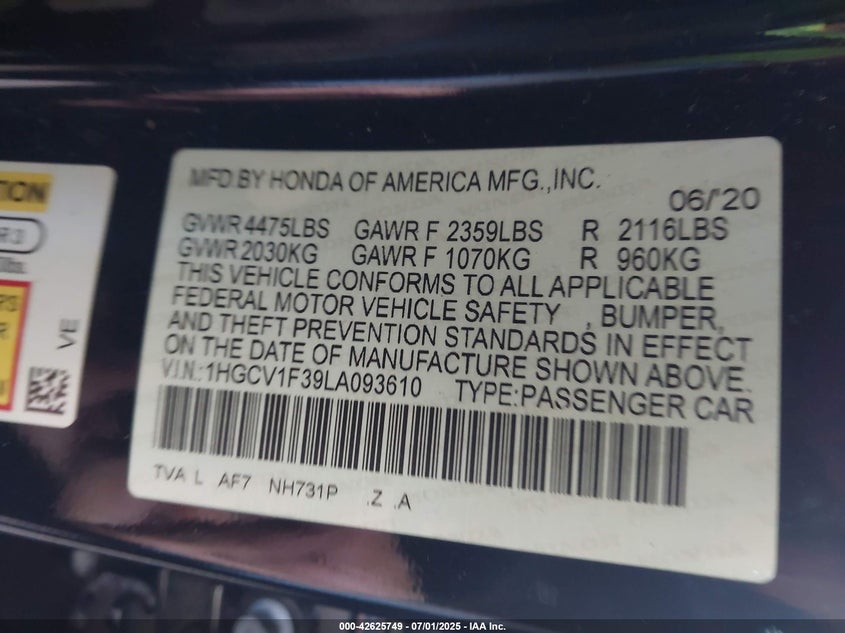 MFD.BY HONDA OF AMERICA MFG.,INC.
06/'20
GVWR 4475LBS GAWR F 2359LBS R 2116LBS
GVWR 2030KG GAWR F 1070KG R 960KG
THIS VEHICLE CONFORMS TO ALL APPLICABLE
FEDERAL MOTOR VEHICLE SAFETY , BUMPER,
AND THEFT PREVENTION STANDARDS IN EFFECT
ON THE DATE OF MANUFACTURE SHOWN ABOVE.
V.I.N.:1HGCV1F39LA093610 TYPE:PASSENGER CAR
TVA L AF7 NH731P .Z .A
VE
000-42625749 - 07/01/2025 - IAA Inc.